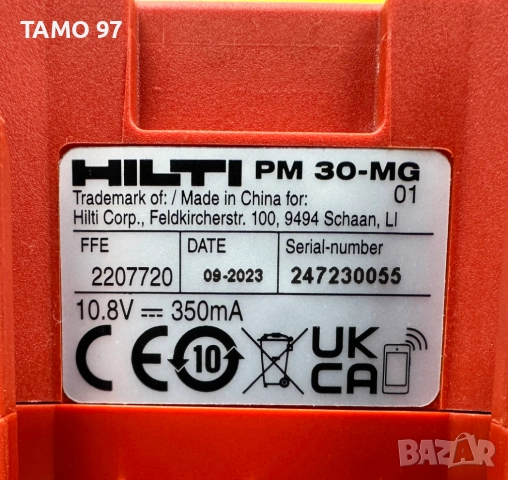 TAMO 97
HILTI PM 30-MG
Trademark of: / Made in China for: 01
Hilti Corp., Feldkircherstr. 100, 9494 Schaan, LI
FFE DATE Serial-number
2207720 09-2023 247230055
10.8V ⎓ 350mA
CE 10 UK
CA
BAZAR